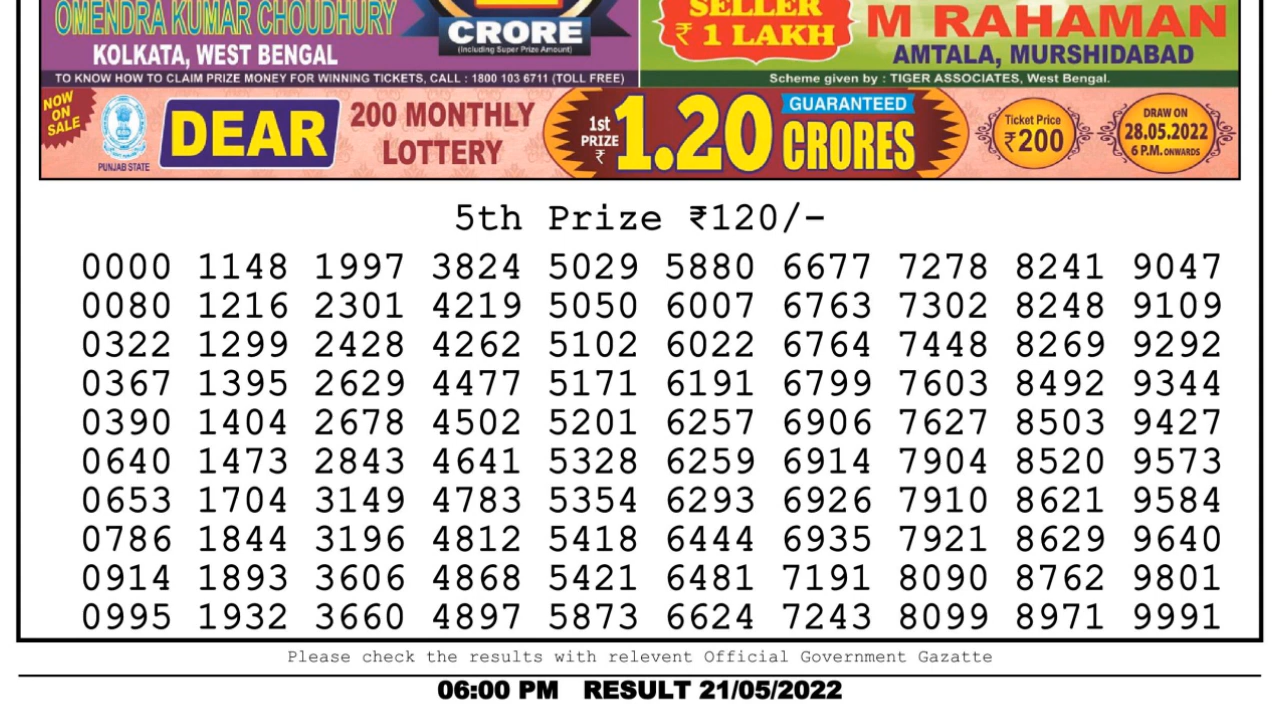 OMENDRA KUMAR CHOUDHURY
KOLKATA, WEST BENGAL
CRORE
(Including Super Prize Amount)
SELLER
₹ 1 LAKH
M RAHAMAN
AMTALA, MURSHIDABAD
TO KNOW HOW TO CLAIM PRIZE MONEY FOR WINNING TICKETS, CALL : 1800 103 6711 (TOLL FREE)
Scheme given by : TIGER ASSOCIATES, West Bengal.
NOW
ON
SALE
PUNJAB STATE
DEAR
200 MONTHLY
LOTTERY
1st
PRIZE
₹
1.20
GUARANTEED
CRORES
Ticket Price
₹200
DRAW ON
28.05.2022
6 P.M. ONWARDS
5th Prize ₹120/-
0000 1148 1997 3824 5029 5880 6677 7278 8241 9047
0080 1216 2301 4219 5050 6007 6763 7302 8248 9109
0322 1299 2428 4262 5102 6022 6764 7448 8269 9292
0367 1395 2629 4477 5171 6191 6799 7603 8492 9344
0390 1404 2678 4502 5201 6257 6906 7627 8503 9427
0640 1473 2843 4641 5328 6259 6914 7904 8520 9573
0653 1704 3149 4783 5354 6293 6926 7910 8621 9584
0786 1844 3196 4812 5418 6444 6935 7921 8629 9640
0914 1893 3606 4868 5421 6481 7191 8090 8762 9801
0995 1932 3660 4897 5873 6624 7243 8099 8971 9991
Please check the results with relevent Official Government Gazatte
06:00 PM RESULT 21/05/2022